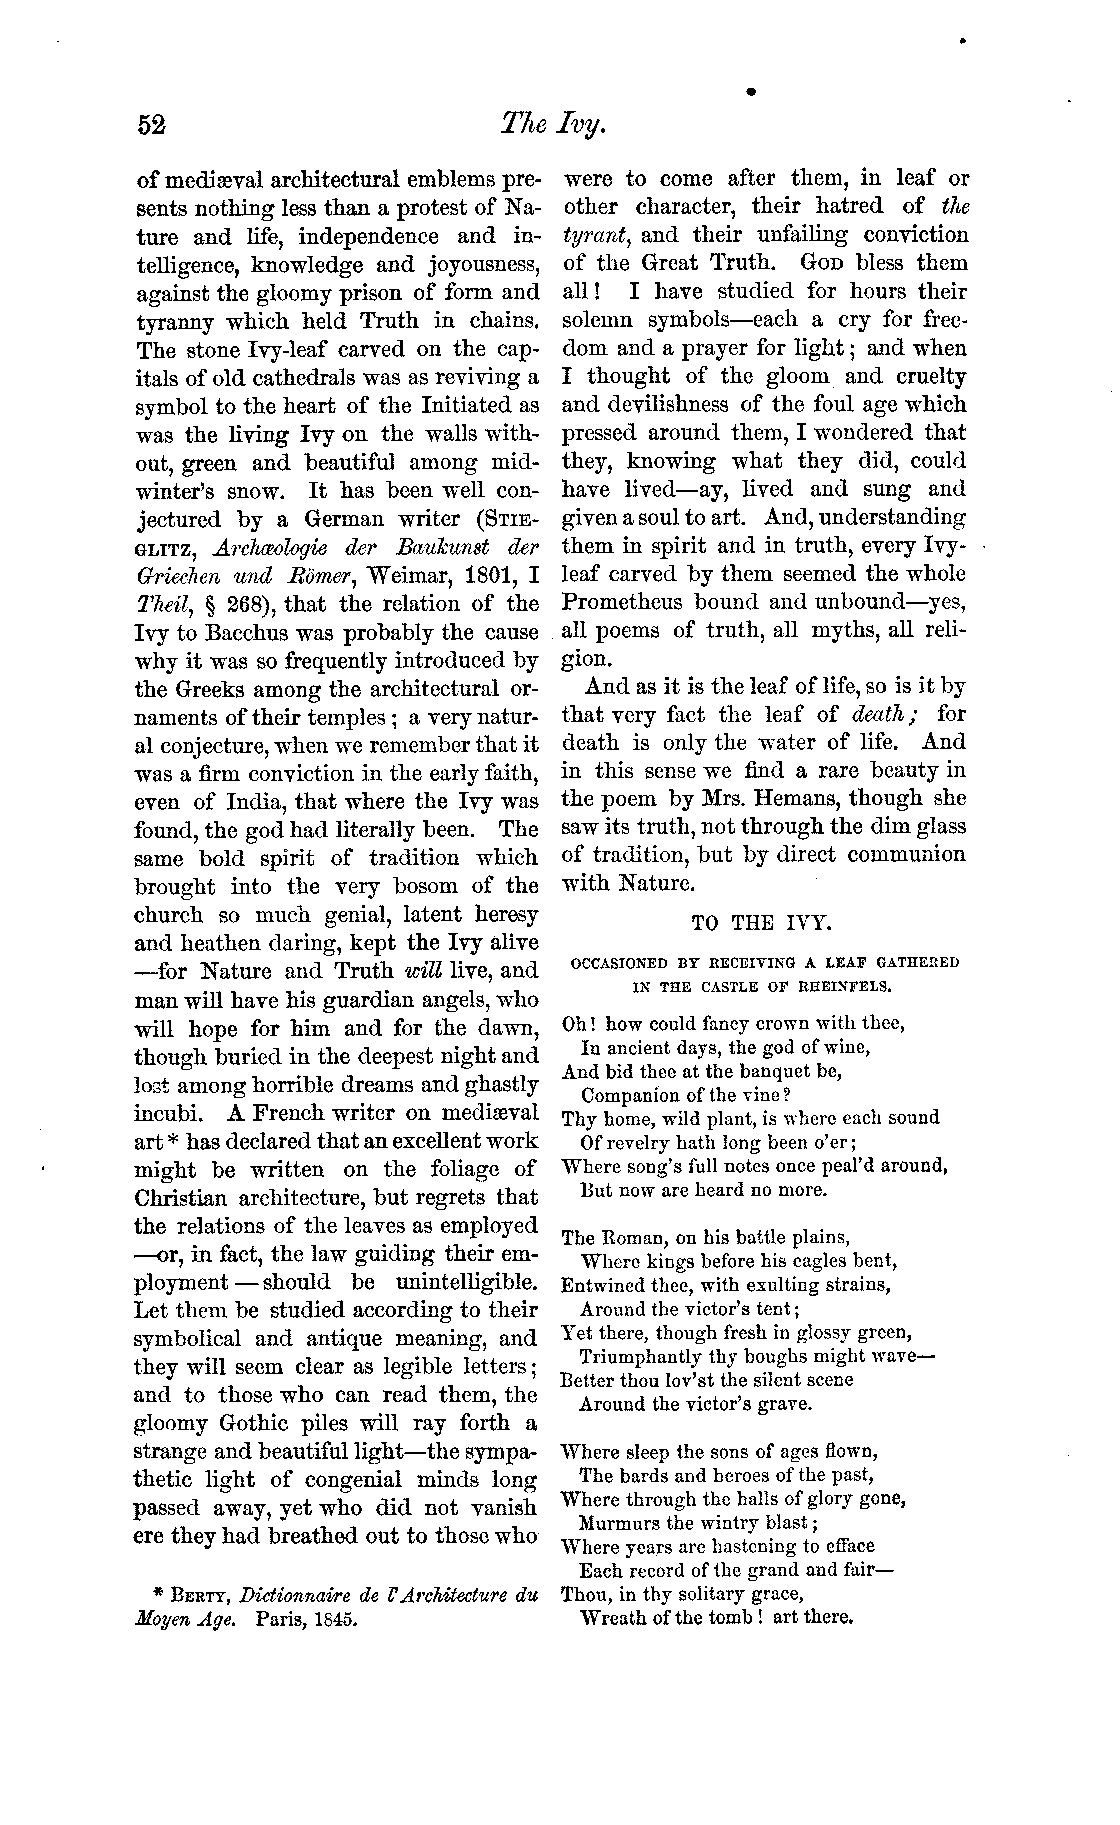 52
The Ivy.
of mediæval architectural emblems pre-
sents nothing less than a protest of Na-
ture and life, independence and in-
telligence, knowledge and joyousness,
against the gloomy prison of form and
tyranny which held Truth in chains.
The stone Ivy-leaf carved on the cap-
itals of old cathedrals was as reviving a
symbol to the heart of the Initiated as
was the living Ivy on the walls with-
out, green and beautiful among mid-
winter's snow. It has been well con-
jectured by a German writer (STIE-
GLITZ, Archæologie der Baukunst der
Griechen und Römer, Weimar, 1801, I
Theil, § 268), that the relation of the
Ivy to Bacchus was probably the cause
why it was so frequently introduced by
the Greeks among the architectural or-
naments of their temples; a very natur-
al conjecture, when we remember that it
was a firm conviction in the early faith,
even of India, that where the Ivy was
found, the god had literally been. The
same bold spirit of tradition which
brought into the very bosom of the
church so much genial, latent heresy
and heathen daring, kept the Ivy alive
—for Nature and Truth will live, and
man will have his guardian angels, who
will hope for him and for the dawn,
though buried in the deepest night and
lost among horrible dreams and ghastly
incubi. A French writer on mediæval
art* has declared that an excellent work
might be written on the foliage of
Christian architecture, but regrets that
the relations of the leaves as employed
—or, in fact, the law guiding their em-
ployment—should be unintelligible.
Let them be studied according to their
symbolical and antique meaning, and
they will seem clear as legible letters;
and to those who can read them, the
gloomy Gothic piles will ray forth a
strange and beautiful light—the sympa-
thetic light of congenial minds long
passed away, yet who did not vanish
ere they had breathed out to those who
* BERTY, Dictionnaire de l'Architecture du
Moyen Age. Paris, 1845.
were to come after them, in leaf or
other character, their hatred of the
tyrant, and their unfailing conviction
of the Great Truth. GOD bless them
all! I have studied for hours their
solemn symbols—each a cry for free-
dom and a prayer for light; and when
I thought of the gloom and cruelty
and devilishness of the foul age which
pressed around them, I wondered that
they, knowing what they did, could
have lived—ay, lived and sung and
given a soul to art. And, understanding
them in spirit and in truth, every Ivy-
leaf carved by them seemed the whole
Prometheus bound and unbound—yes,
all poems of truth, all myths, all reli-
gion.
And as it is the leaf of life, so is it by
that very fact the leaf of death; for
death is only the water of life. And
in this sense we find a rare beauty in
the poem by Mrs. Hemans, though she
saw its truth, not through the dim glass
of tradition, but by direct communion
with Nature.
TO THE IVY.
OCCASIONED BY RECEIVING A LEAF GATHERED
IN THE CASTLE OF RHEINFELS.
Oh! how could fancy crown with thee,
In ancient days, the god of wine,
And bid thee at the banquet be,
Companion of the vine?
Thy home, wild plant, is where each sound
Of revelry hath long been o'er;
Where song's full notes once peal'd around,
But now are heard no more.
The Roman, on his battle plains,
Where kings before his eagles bent,
Entwined thee, with exulting strains,
Around the victor's tent;
Yet there, though fresh in glossy green,
Triumphantly thy boughs might wave—
Better thou lov'st the silent scene
Around the victor's grave.
Where sleep the sons of ages flown,
The bards and heroes of the past,
Where through the halls of glory gone,
Murmurs the wintry blast;
Where years are hastening to efface
Each record of the grand and fair—
Thou, in thy solitary grace,
Wreath of the tomb! art there.